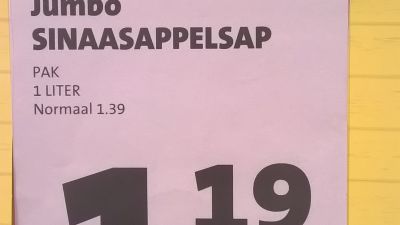 Jumbo
SINAASAPPELSAP
PAK
1 LITER
Normaal 1.39
1.19